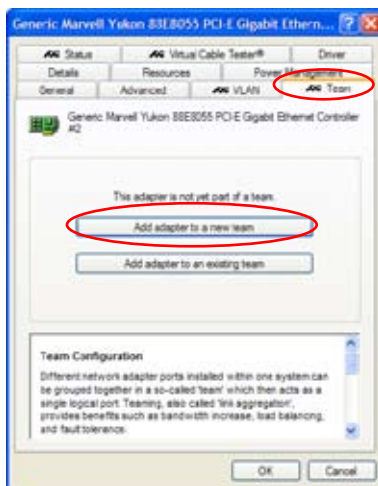 Generic Marvell Yukon 88E8055 PCI-E Gigabit Ethern...
Status
Virtual Cable Tester®
Driver
Details
Resources
Power Management
General
Advanced
VLAN
Team
Generic Marvell Yukon 88E8055 PCI-E Gigabit Ethernet Controller
#2
This adapter is not yet part of a team.
Add adapter to a new team
Add adapter to an existing team
Team Configuration
Different network adapter ports installed within one system can
be grouped together in a so-called 'team' which then acts as a
single logical port. Teaming, also called 'link aggregation',
provides benefits such as bandwidth increase, load balancing,
and fault tolerance.
OK
Cancel